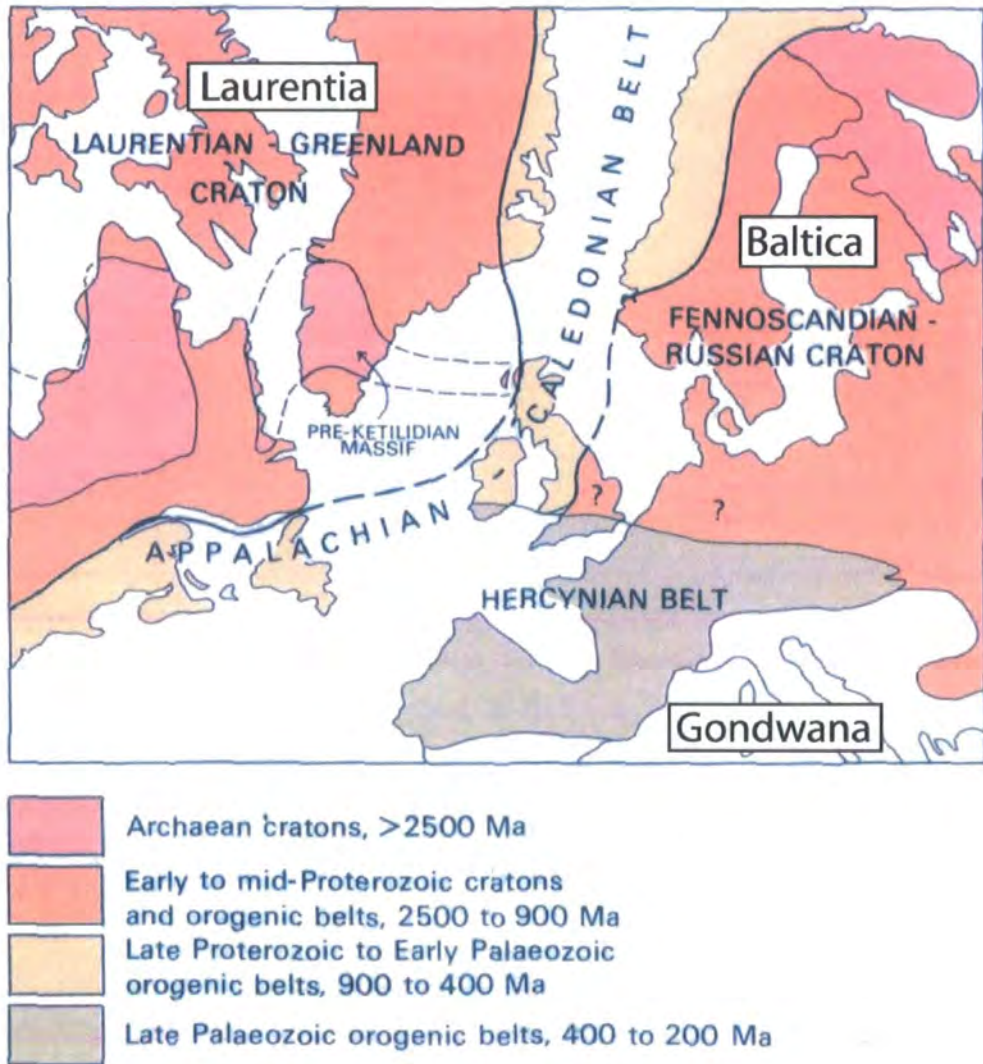 Laurentia
LAURENTIAN - GREENLAND
CRATON
CALEDONIAN BELT
Baltica
FENNOSCANDIAN -
RUSSIAN CRATON
PRE-KETILIDIAN
MASSIF
?
?
APPALACHIAN
HERCYNIAN BELT
Gondwana
Archaean cratons, >2500 Ma
Early to mid-Proterozoic cratons
and orogenic belts, 2500 to 900 Ma
Late Proterozoic to Early Palaeozoic
orogenic belts, 900 to 400 Ma
Late Palaeozoic orogenic belts, 400 to 200 Ma